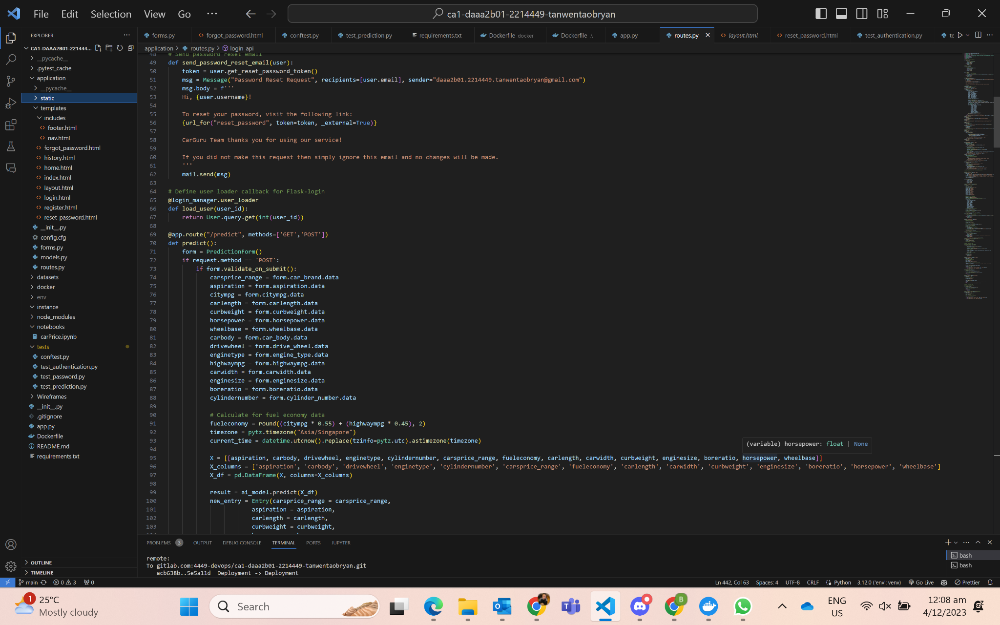 File Edit Selection View Go ··· ca1-daaa2b01-2214449-tanwentaobryan
EXPLORER ···
forms.py forgot_password.html conftest.py test_prediction.py requirements.txt Dockerfile docker Dockerfile .\ app.py routes.py layout.html reset_password.html test_authentication.py te ···
CA1-DAAA2B01-221444...
application > routes.py > login_api
__pycache__
.pytest_cache
application
__pycache__
static
templates
includes
footer.html
nav.html
forgot_password.html
history.html
home.html
index.html
layout.html
login.html
register.html
reset_password.html
__init__.py
config.cfg
forms.py
models.py
routes.py
datasets
docker
env
instance
node_modules
notebooks
carPrice.ipynb
tests
conftest.py
test_authentication.py
test_password.py
test_prediction.py
Wireframes
__init__.py
.gitignore
app.py
Dockerfile
README.md
requirements.txt
OUTLINE
TIMELINE
48 # Send password reset email
49 def send_password_reset_email(user):
50 token = user.get_reset_password_token()
51 msg = Message("Password Reset Request", recipients=[user.email], sender="daaa2b01.2214449.tanwentaobryan@gmail.com")
52 msg.body = f'''
53 Hi, {user.username}!
54
55 To reset your password, visit the following link:
56 {url_for("reset_password", token=token, _external=True)}
57
58 CarGuru Team thanks you for using our service!
59
60 If you did not make this request then simply ignore this email and no changes will be made.
61 '''
62 mail.send(msg)
63
64 # Define user loader callback for Flask-login
65 @login_manager.user_loader
66 def load_user(user_id):
67 return User.query.get(int(user_id))
68
69 @app.route("/predict", methods=['GET','POST'])
70 def predict():
71 form = PredictionForm()
72 if request.method == 'POST':
73 if form.validate_on_submit():
74 carsprice_range = form.car_brand.data
75 aspiration = form.aspiration.data
76 citympg = form.citympg.data
77 carlength = form.carlength.data
78 curbweight = form.curbweight.data
79 horsepower = form.horsepower.data
80 wheelbase = form.wheelbase.data
81 carbody = form.car_body.data
82 drivewheel = form.drive_wheel.data
83 enginetype = form.engine_type.data
84 highwaympg = form.highwaympg.data
85 carwidth = form.carwidth.data
86 enginesize = form.enginesize.data
87 boreratio = form.boreratio.data
88 cylindernumber = form.cylinder_number.data
89
90 # Calculate for fuel economy data
91 fueleconomy = round((citympg * 0.55) + (highwaympg * 0.45), 2)
92 timezone = pytz.timezone("Asia/Singapore")
93 current_time = datetime.utcnow().replace(tzinfo=pytz.utc).astimezone(timezone)
(variable) horsepower: float | None
94
95 X = [[aspiration, carbody, drivewheel, enginetype, cylindernumber, carsprice_range, fueleconomy, carlength, carwidth, curbweight, enginesize, boreratio, horsepower, wheelbase]]
96 X_columns = ['aspiration', 'carbody', 'drivewheel', 'enginetype', 'cylindernumber', 'carsprice_range', 'fueleconomy', 'carlength', 'carwidth', 'curbweight', 'enginesize', 'boreratio', 'horsepower', 'wheelbase']
97 X_df = pd.DataFrame(X, columns=X_columns)
98
99 result = ai_model.predict(X_df)
100 new_entry = Entry(carsprice_range = carsprice_range,
101 aspiration = aspiration,
102 carlength = carlength,
103 curbweight = curbweight,
PROBLEMS 3 OUTPUT DEBUG CONSOLE TERMINAL PORTS JUPYTER
remote:
To gitlab.com:4449-devops/ca1-daaa2b01-2214449-tanwentaobryan.git
acb638b..5e5a11d Deployment -> Deployment
bash
bash
main 0 3 0 Ln 442, Col 63 Spaces: 4 UTF-8 CRLF Python 3.12.0 ('env': venv) Go Live Prettier
1 25°C
Mostly cloudy
Search
B
ENG
US
12:08 am
4/12/2023